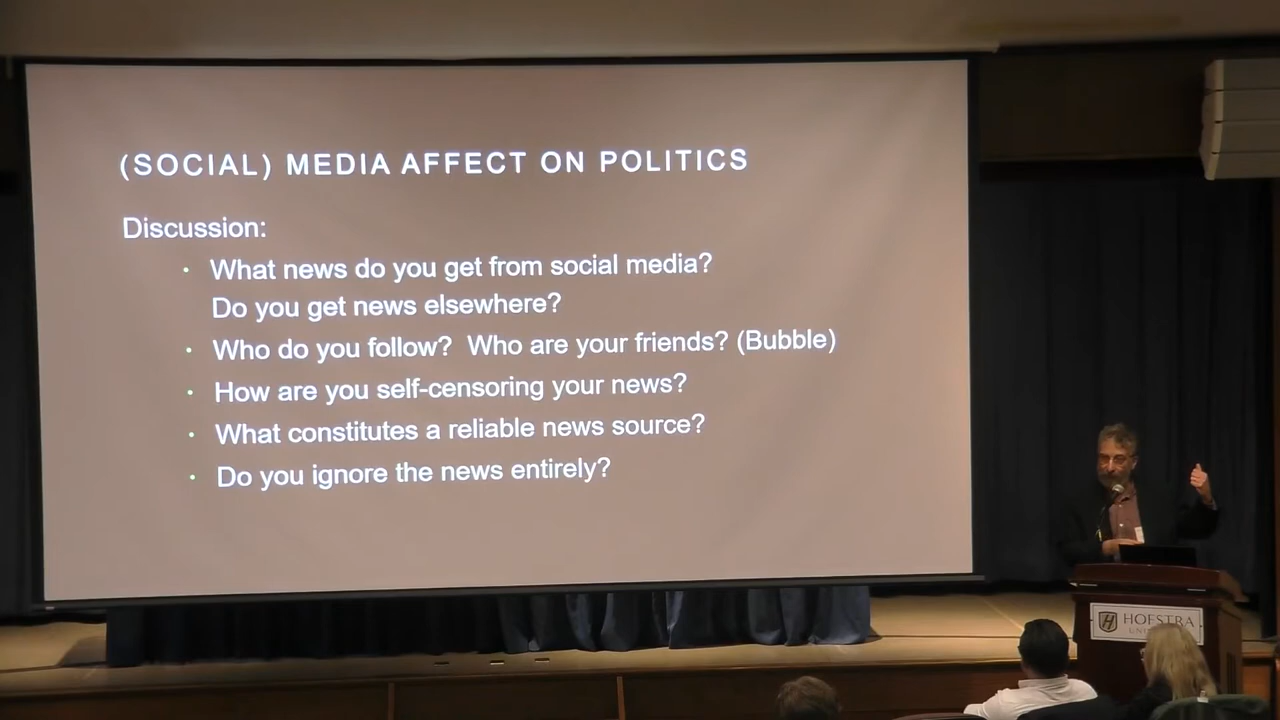 (SOCIAL) MEDIA AFFECT ON POLITICS
Discussion:
· What news do you get from social media?
Do you get news elsewhere?
· Who do you follow? Who are your friends? (Bubble)
· How are you self-censoring your news?
· What constitutes a reliable news source?
· Do you ignore the news entirely?
H HOFSTRA